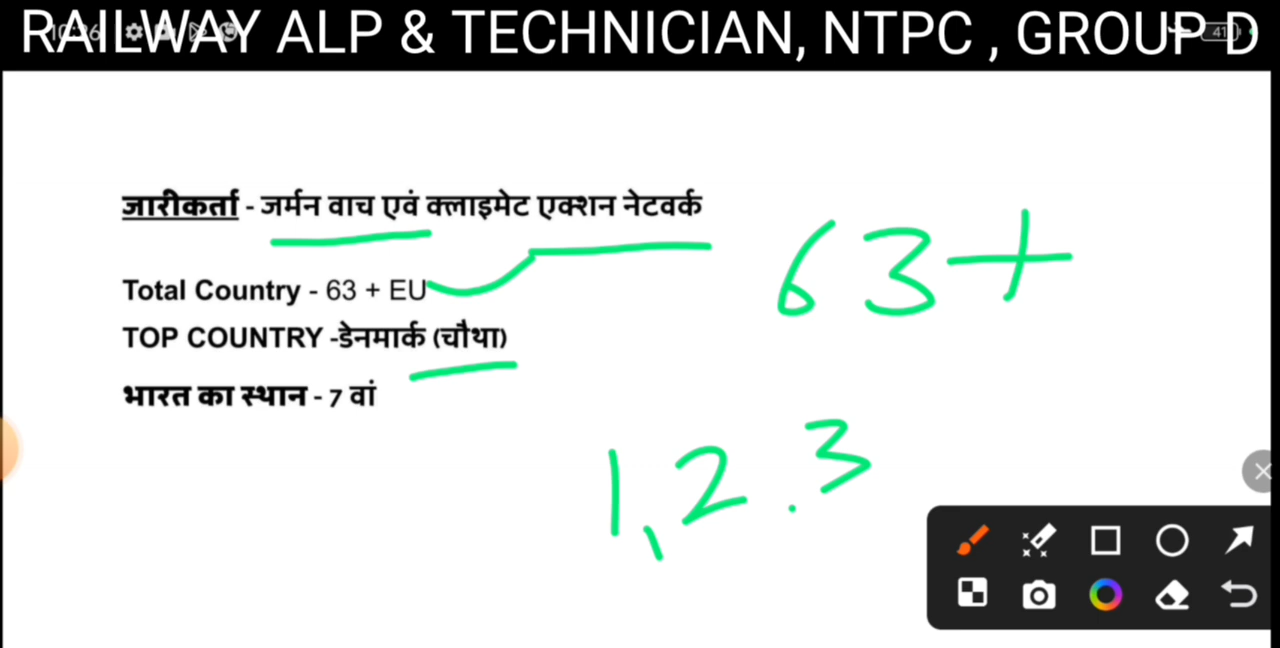 RAILWAY ALP & TECHNICIAN, NTPC , GROUP D
जारीकर्ता - जर्मन वाच एवं क्लाइमेट एक्शन नेटवर्क
63+
Total Country - 63 + EU
TOP COUNTRY -डेनमार्क (चौथा)
भारत का स्थान - 7 वां
1,2.3